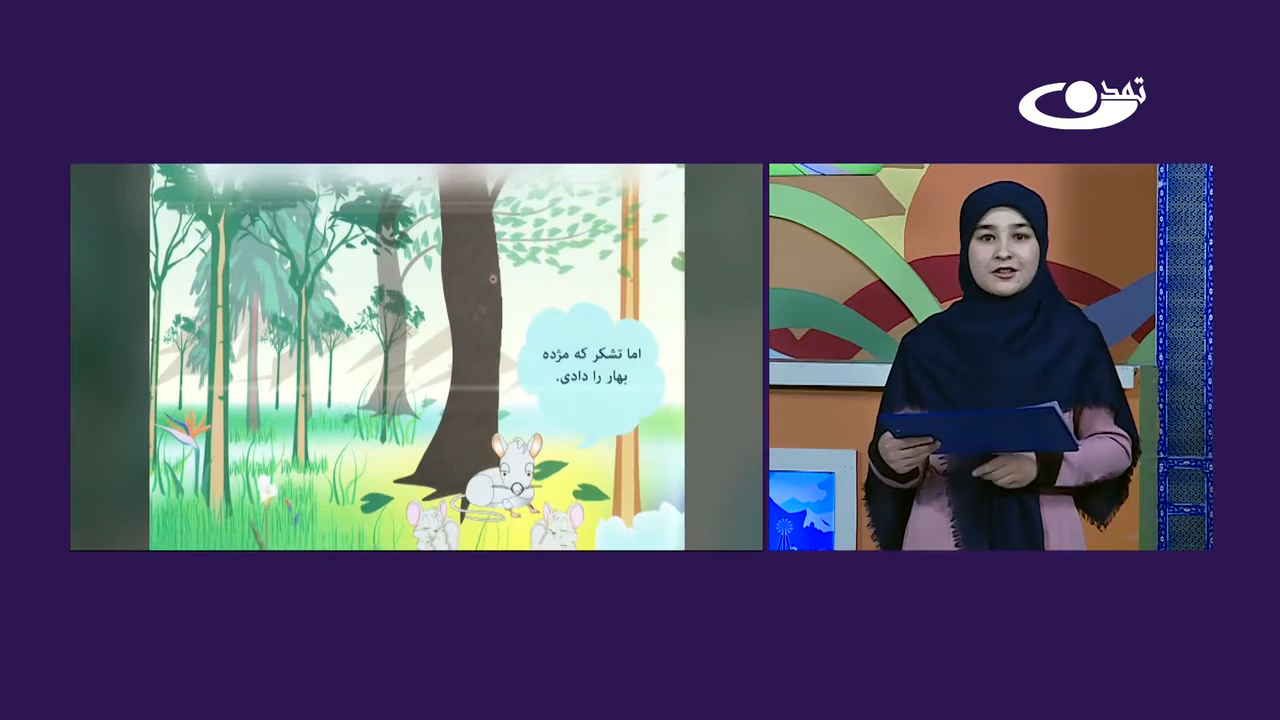 تمدن
اما تشکر که مژده
بهار را دادی.